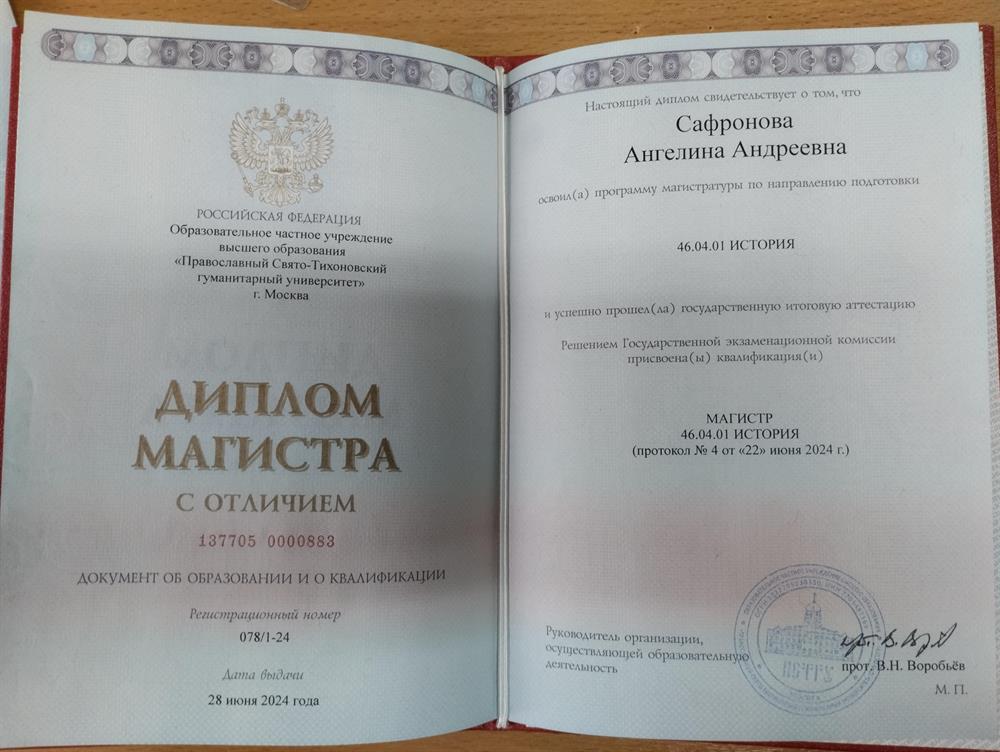 РОССИЙСКАЯ ФЕДЕРАЦИЯ
Образовательное частное учреждение
высшего образования
«Православный Свято-Тихоновский
гуманитарный университет»
г. Москва
ДИПЛОМ
МАГИСТРА
С ОТЛИЧИЕМ
137705 0000883
ДОКУМЕНТ ОБ ОБРАЗОВАНИИ И О КВАЛИФИКАЦИИ
Регистрационный номер
078/1-24
Дата выдачи
28 июня 2024 года
Настоящий диплом свидетельствует о том, что
Сафронова
Ангелина Андреевна
освоил(а) программу магистратуры по направлению подготовки
46.04.01 ИСТОРИЯ
и успешно прошел(ла) государственную итоговую аттестацию
Решением Государственной экзаменационной комиссии
присвоена(ы) квалификация(и)
МАГИСТР
46.04.01 ИСТОРИЯ
(протокол № 4 от «22» июня 2024 г.)
Руководитель организации,
осуществляющей образовательную
деятельность
прот. В.Н. Воробьёв
М. П.